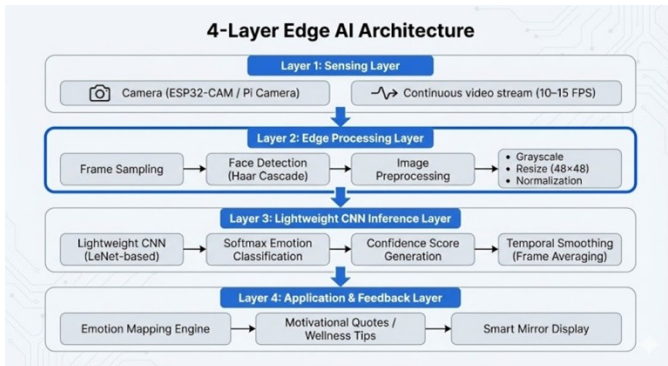 4-Layer Edge AI Architecture
Layer 1: Sensing Layer
Camera (ESP32-CAM / Pi Camera)
Continuous video stream (10–15 FPS)
Layer 2: Edge Processing Layer
Frame Sampling
Face Detection
(Haar Cascade)
Image
Preprocessing
• Grayscale
• Resize (48×48)
• Normalization
Layer 3: Lightweight CNN Inference Layer
Lightweight CNN
(LeNet-based)
Softmax Emotion
Classification
Confidence Score
Generation
Temporal Smoothing
(Frame Averaging)
Layer 4: Application & Feedback Layer
Emotion Mapping Engine
Motivational Quotes /
Wellness Tips
Smart Mirror Display